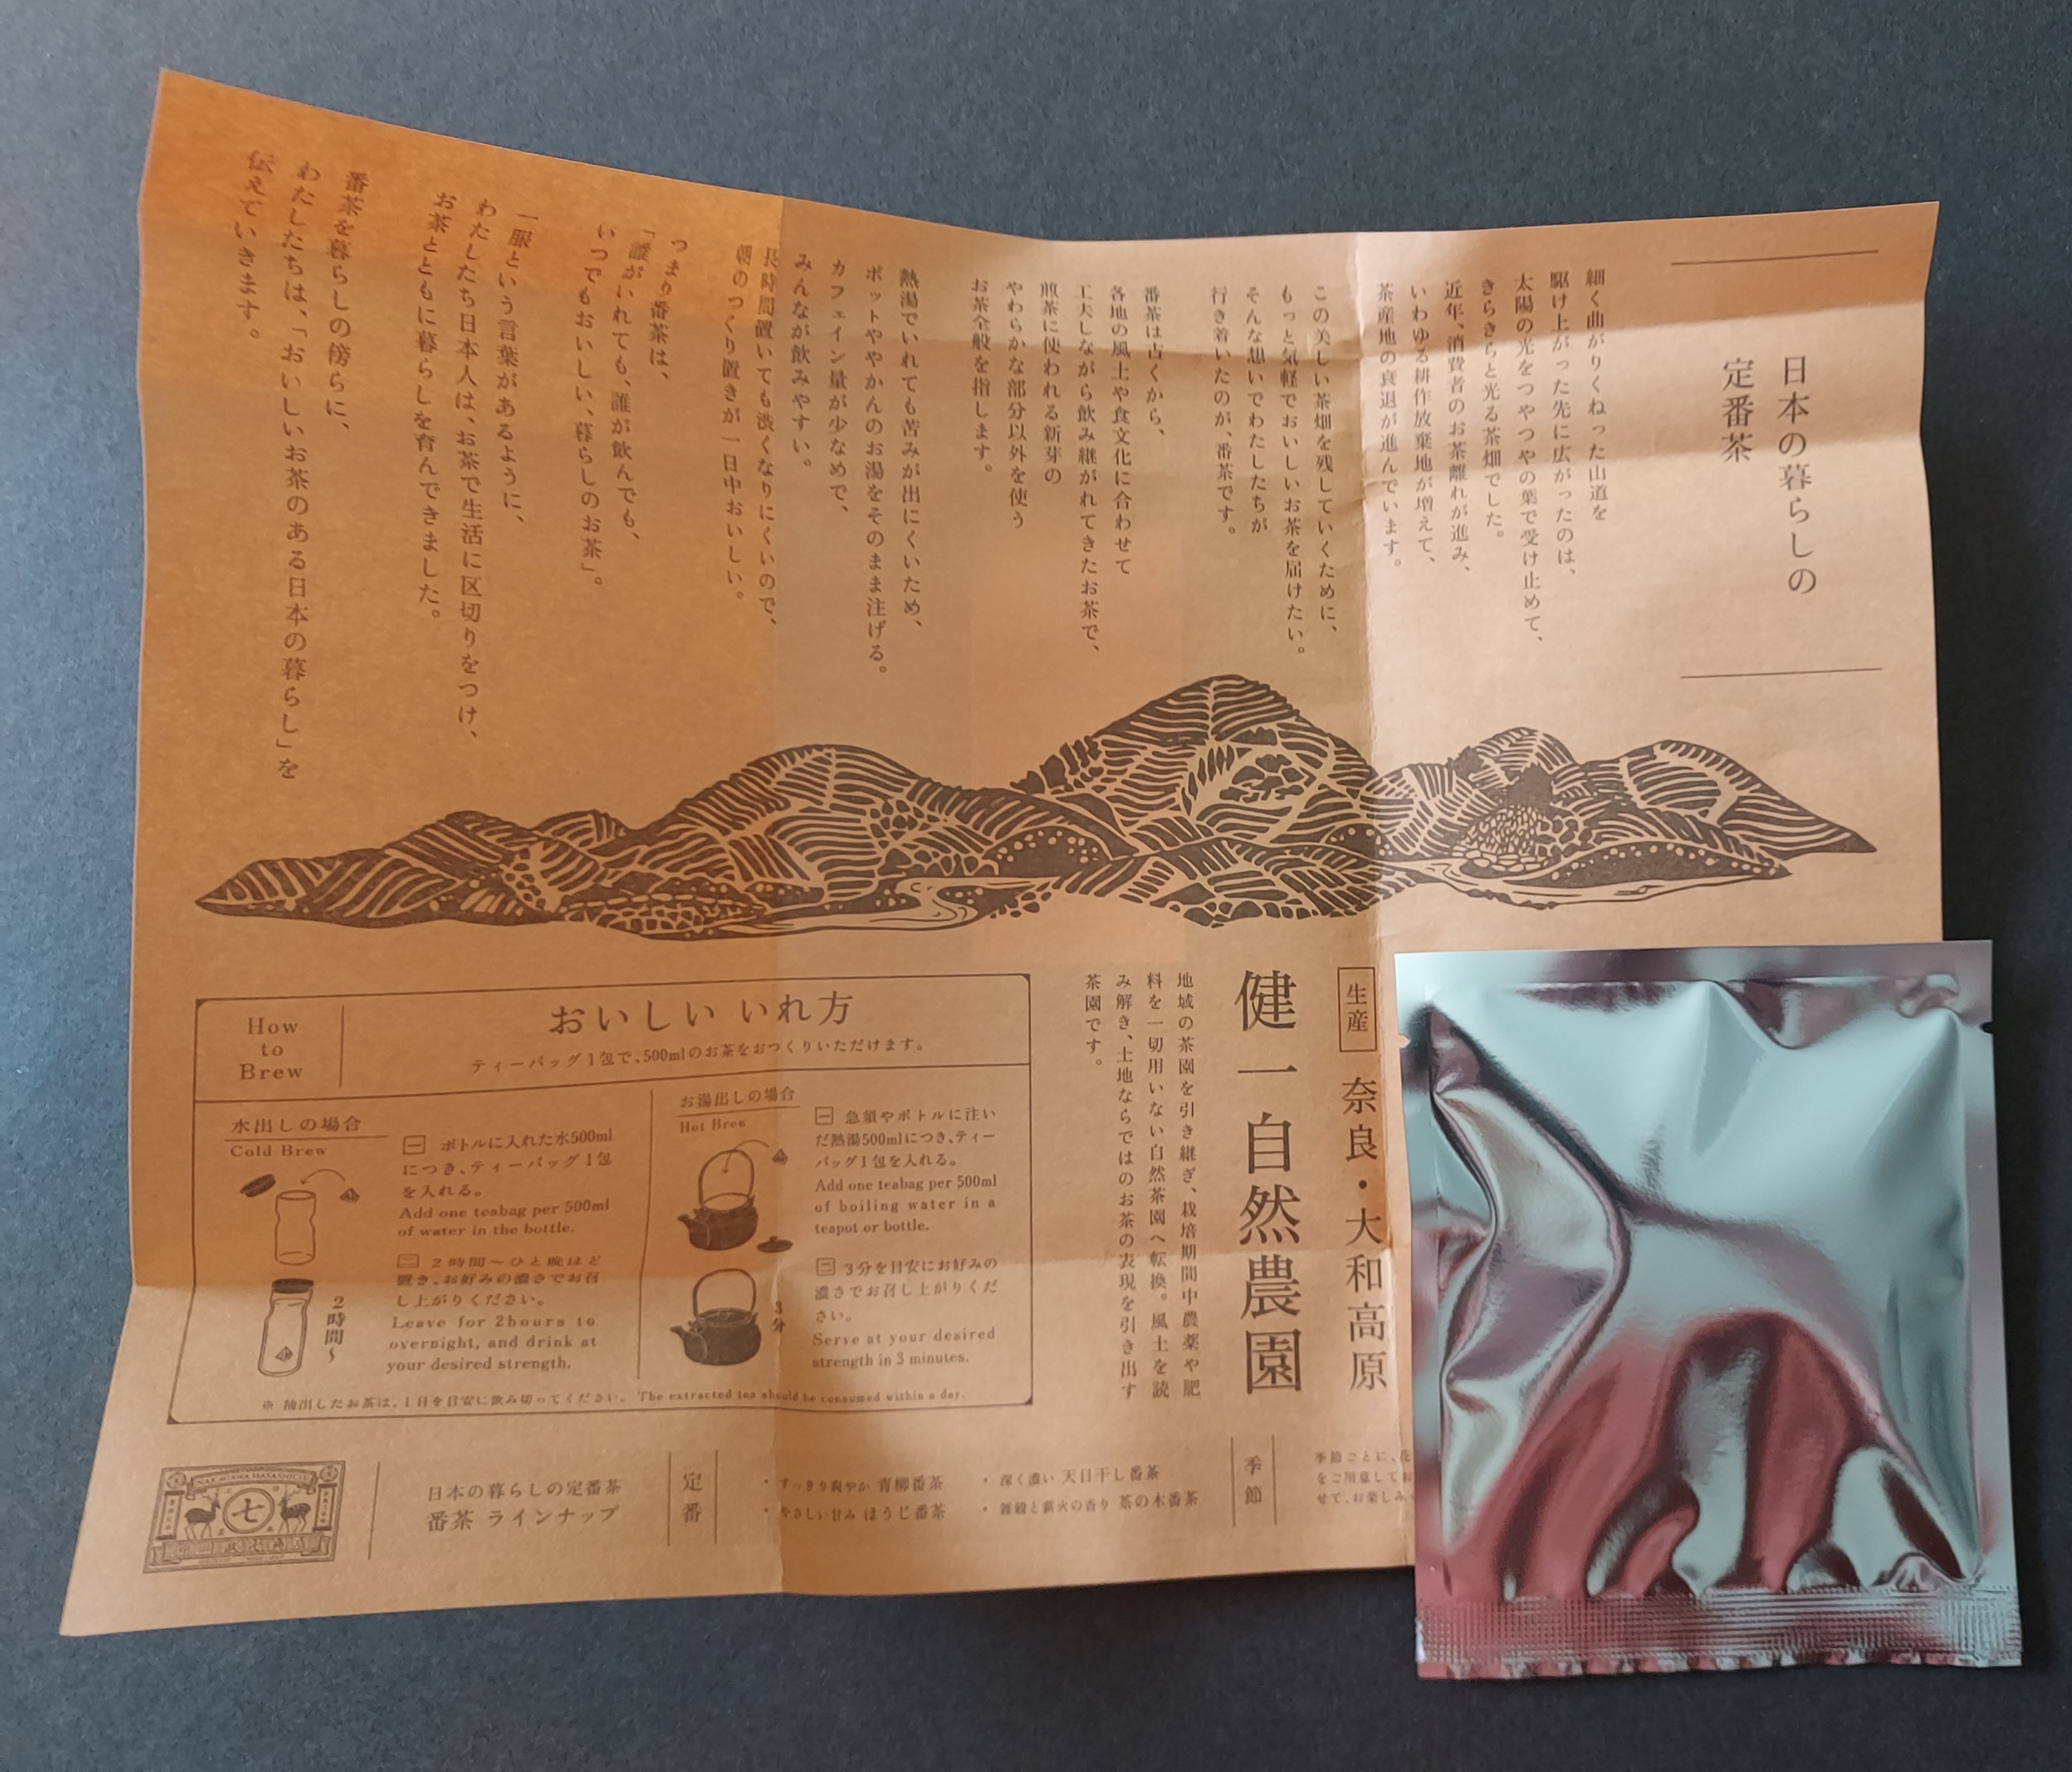 日本の暮らしの
定番茶
細く曲がりくねった山道を
駆け上がった先に広がったのは、
太陽の光をつやつやの葉で受け止めて、
きらきらと光る茶畑でした。
近年、消費者のお茶離れが進み、
いわゆる耕作放棄地が増えて、
茶産地の衰退が進んでいます。
この美しい茶畑を残していくために、
もっと気軽でおいしいお茶を届けたい。
そんな想いでわたしたちが
行き着いたのが、番茶です。
番茶は古くから、
各地の風土や食文化に合わせて
工夫しながら飲み継がれてきたお茶で、
煎茶に使われる新芽の
やわらかな部分以外を使う
お茶全般を指します。
熱湯でいれても苦みが出にくいため、
ポットややかんのお湯をそのまま注げる。
カフェイン量が少なめで、
みんなが飲みやすい。
長時間置いても渋くなりにくいので、
朝のつくり置きが一日中おいしい。
つまり番茶は、
「誰がいれても、誰が飲んでも、
いつでもおいしい、暮らしのお茶」。
一服という言葉があるように、
わたしたち日本人は、お茶で生活に区切りをつけ、
お茶とともに暮らしを育んできました。
番茶を暮らしの傍らに、
わたしたちは、「おいしいお茶のある日本の暮らし」を
伝えていきます。
生産
奈良・大和高原
健一自然農園
地域の茶園を引き継ぎ、栽培期間中農薬や肥
料を一切用いない自然茶園へ転換。風土を読
み解き、土地ならではのお茶の表現を引き出す
茶園です。
How
to
Brew
おいしい いれ方
ティーバッグ1包で、500mlのお茶をおつくりいただけます。
水出しの場合
Cold Brew
一 ボトルに入れた水500ml
につき、ティーバッグ1包
を入れる。
Add one teabag per 500ml
of water in the bottle.
二 2時間〜ひと晩ほど
置き、お好みの濃さでお召
し上がりください。
Leave for 2hours to
overnight, and drink at
your desired strength.
2時間〜
お湯出しの場合
Hot Brew
一 急須やボトルに注い
だ熱湯500mlにつき、ティー
バッグ1包を入れる。
Add one teabag per 500ml
of boiling water in a
teapot or bottle.
二 3分を目安にお好みの
濃さでお召し上がりくだ
さい。
Serve at your desired
strength in 3 minutes.
3分
※ 抽出したお茶は、1日を目安に飲み切ってください。 The extracted tea should be consumed within a day.
NAKAGAWA MASASHICHI
七
日本の暮らしの定番茶
番茶 ラインナップ
定番
・すっきり爽やか 青柳番茶
・やさしい甘み ほうじ番茶
・深く濃い 天日干し番茶
・雑穀と薪火の香り 茶の木番茶
季節
季節ごとに、花
をご用意してお
せて、お楽しみ